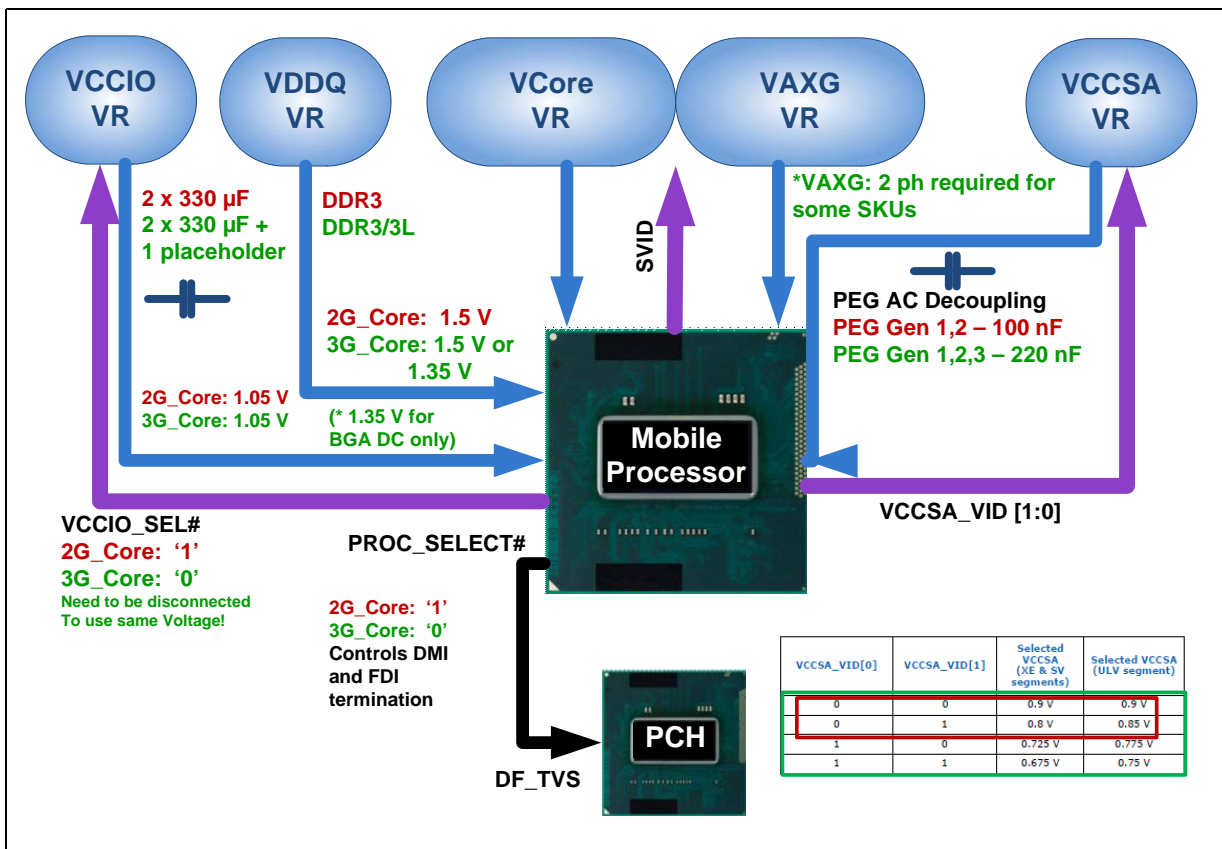 VCCIO
VR
VDDQ
VR
VCore
VR
VAXG
VR
VCCSA
VR
2 x 330 µF
2 x 330 µF +
1 placeholder
DDR3
DDR3/3L
SVID
*VAXG: 2 ph required for
some SKUs
PEG AC Decoupling
PEG Gen 1,2 – 100 nF
PEG Gen 1,2,3 – 220 nF
2G_Core: 1.5 V
3G_Core: 1.5 V or
1.35 V
2G_Core: 1.05 V
3G_Core: 1.05 V
(* 1.35 V for
BGA DC only)
Mobile
Processor
VCCSA_VID [1:0]
VCCIO_SEL#
2G_Core: ‘1’
3G_Core: ‘0’
Need to be disconnected
To use same Voltage!
PROC_SELECT#
2G_Core: ‘1’
3G_Core: ‘0’
Controls DMI
and FDI
termination
PCH
DF_TVS
VCCSA_VID[0] VCCSA_VID[1] Selected VCCSA (XE & SV segments) Selected VCCSA (ULV segment)
0 0 0.9 V 0.9 V
0 1 0.8 V 0.85 V
1 0 0.725 V 0.775 V
1 1 0.675 V 0.75 V